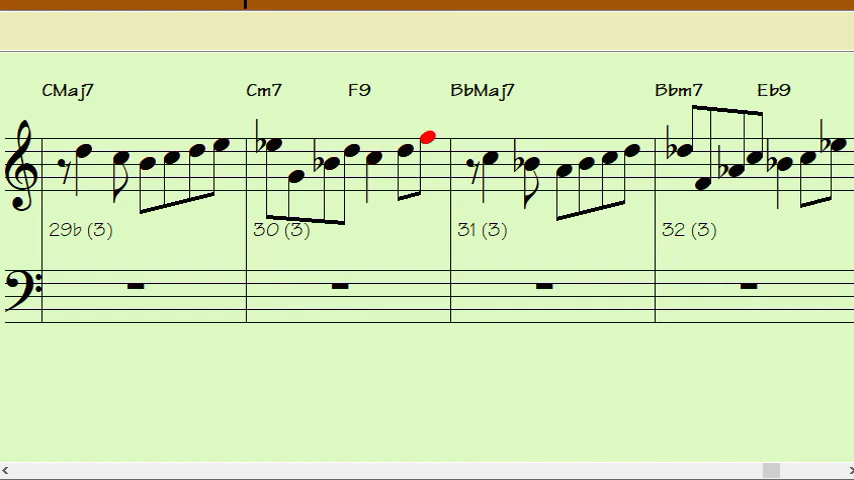 CMaj7 Cm7 F9 BbMaj7 Bbm7 Eb9
29b (3) 30 (3) 31 (3) 32 (3)